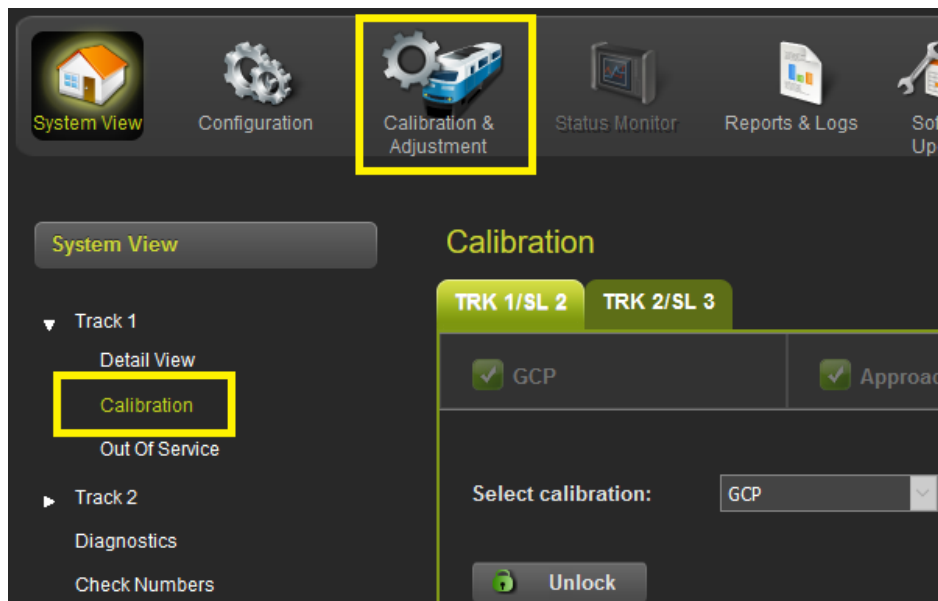 System View
Configuration
Calibration &
Adjustment
Status Monitor
Reports & Logs
System View
Calibration
TRK 1/SL 2
TRK 2/SL 3
Track 1
Detail View
GCP
Calibration
Out Of Service
Select calibration:
GCP
Track 2
Diagnostics
Unlock
Check Numbers